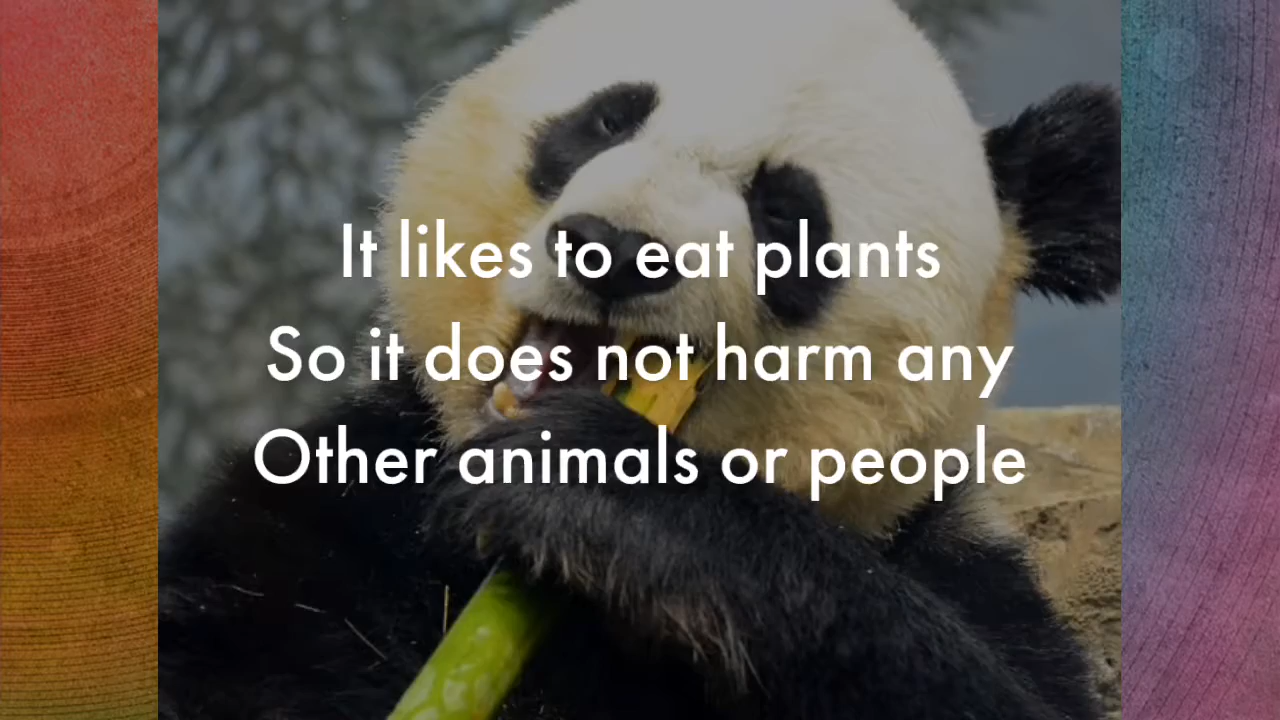 It likes to eat plants
So it does not harm any
Other animals or people